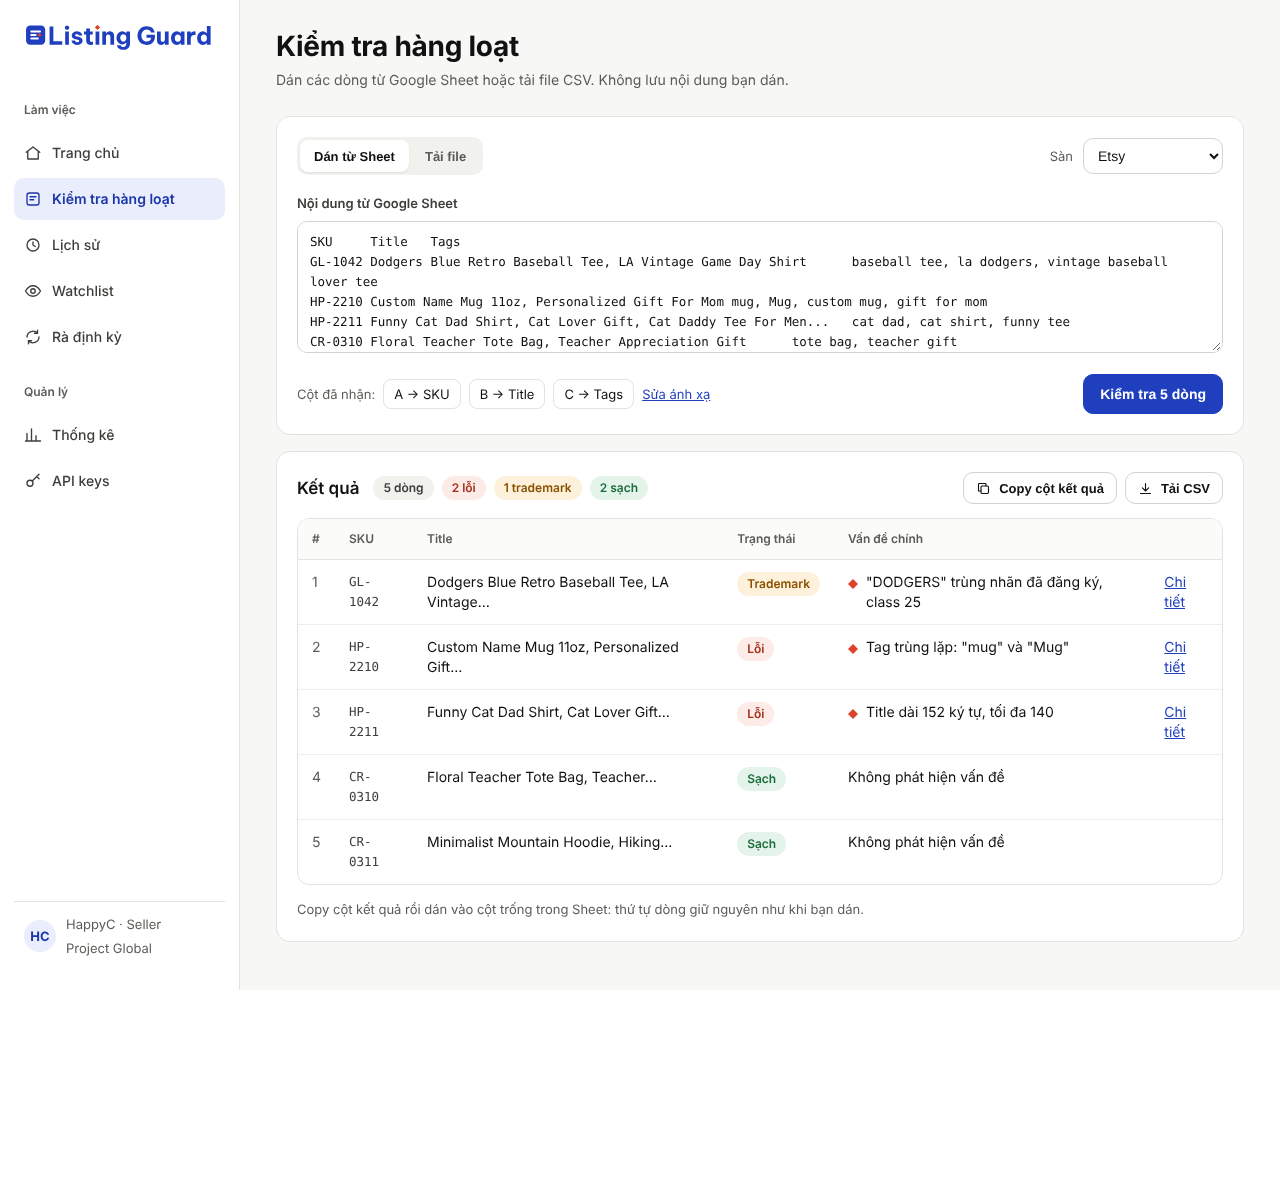 Listing Guard
Làm việc
Trang chủ
Kiểm tra hàng loạt
Lịch sử
Watchlist
Rà định kỳ
Quản lý
Thống kê
API keys
HC
HappyC · Seller
Project Global
Kiểm tra hàng loạt
Dán các dòng từ Google Sheet hoặc tải file CSV. Không lưu nội dung bạn dán.
Dán từ Sheet Tải file Sàn Etsy
Nội dung từ Google Sheet
SKU Title Tags
GL-1042 Dodgers Blue Retro Baseball Tee, LA Vintage Game Day Shirt baseball tee, la dodgers, vintage baseball
lover tee
HP-2210 Custom Name Mug 11oz, Personalized Gift For Mom mug, Mug, custom mug, gift for mom
HP-2211 Funny Cat Dad Shirt, Cat Lover Gift, Cat Daddy Tee For Men... cat dad, cat shirt, funny tee
CR-0310 Floral Teacher Tote Bag, Teacher Appreciation Gift tote bag, teacher gift
Cột đã nhận: A → SKU B → Title C → Tags Sửa ánh xạ Kiểm tra 5 dòng
Kết quả 5 dòng 2 lỗi 1 trademark 2 sạch Copy cột kết quả Tải CSV
# SKU Title Trạng thái Vấn đề chính
1 GL- Dodgers Blue Retro Baseball Tee, LA Trademark "DODGERS" trùng nhãn đã đăng ký, Chi
1042 Vintage... class 25 tiết
2 HP- Custom Name Mug 11oz, Personalized Lỗi Tag trùng lặp: "mug" và "Mug" Chi
2210 Gift... tiết
3 HP- Funny Cat Dad Shirt, Cat Lover Gift... Lỗi Title dài 152 ký tự, tối đa 140 Chi
2211 tiết
4 CR- Floral Teacher Tote Bag, Teacher... Sạch Không phát hiện vấn đề
0310
5 CR- Minimalist Mountain Hoodie, Hiking... Sạch Không phát hiện vấn đề
0311
Copy cột kết quả rồi dán vào cột trống trong Sheet: thứ tự dòng giữ nguyên như khi bạn dán.